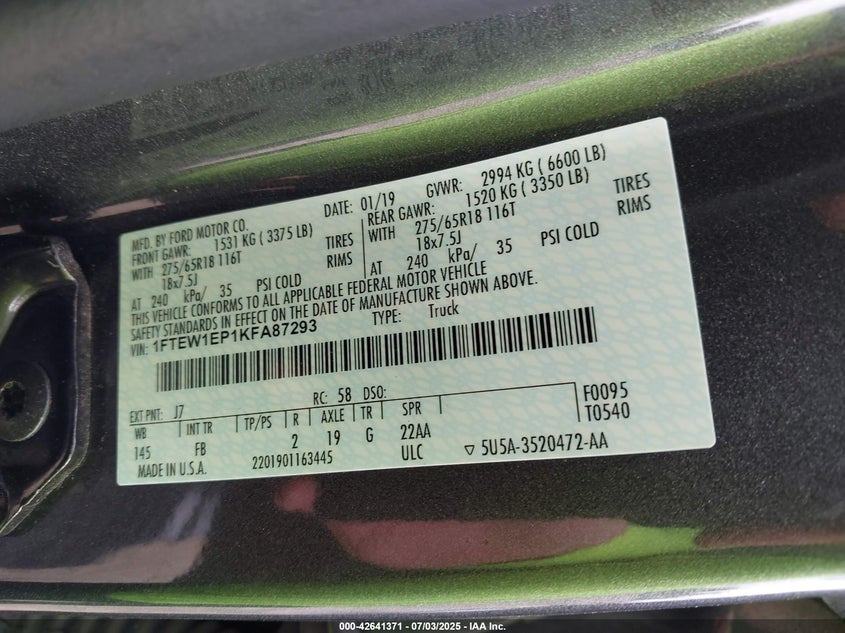 MFD. BY FORD MOTOR CO.
DATE: 01/19 GVWR: 2994 KG ( 6600 LB)
FRONT GAWR: 1531 KG ( 3375 LB)
REAR GAWR: 1520 KG ( 3350 LB)
WITH 275/65R18 116T TIRES
WITH 275/65R18 116T TIRES
18x7.5J RIMS
18x7.5J RIMS
AT 240 kPa/ 35 PSI COLD
AT 240 kPa/ 35 PSI COLD
THIS VEHICLE CONFORMS TO ALL APPLICABLE FEDERAL MOTOR VEHICLE
SAFETY STANDARDS IN EFFECT ON THE DATE OF MANUFACTURE SHOWN ABOVE.
VIN: 1FTEW1EP1KFA87293 TYPE: Truck
EXT PNT: J7 RC: 58 DSO: F0095
WB INT TR TP/PS R AXLE TR SPR T0540
145 FB 2 19 G 22AA
MADE IN U.S.A. 2201901163445 ULC ▽ 5U5A-3520472-AA
000-42641371 / 07/03/2025 - IAA Inc.